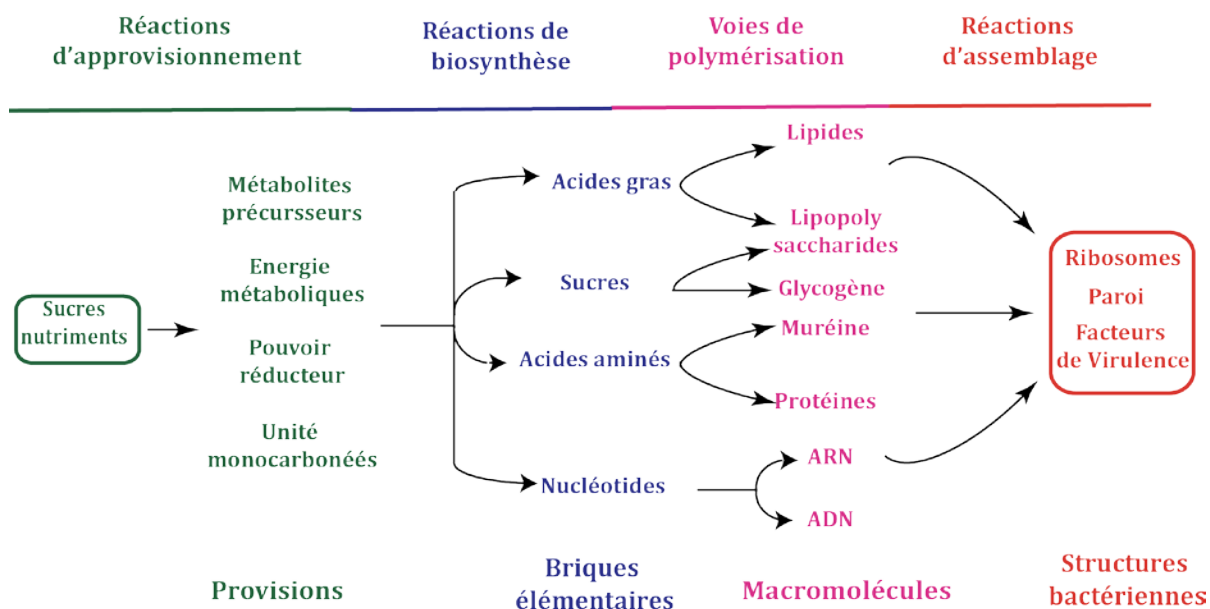 Réactions
d'approvisionnement
Réactions de
biosynthèse
Voies de
polymérisation
Réactions
d'assemblage
Sucres
nutriments
Métabolites
précursseurs
Energie
métaboliques
Pouvoir
réducteur
Unité
monocarbonéés
Acides gras
Sucres
Acides aminés
Nucléotides
Lipides
Lipopoly
saccharides
Glycogène
Muréine
Protéines
ARN
ADN
Ribosomes
Paroi
Facteurs
de Virulence
Provisions
Briques
élémentaires
Macromolécules
Structures
bactériennes